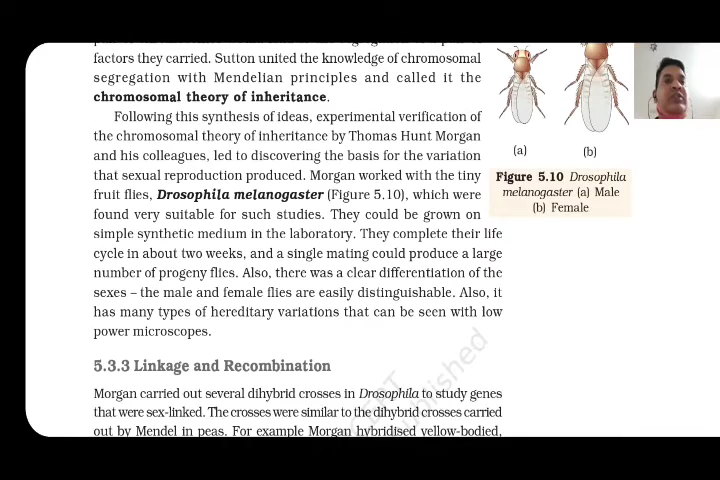 factors they carried. Sutton united the knowledge of chromosomal
segregation with Mendelian principles and called it the
chromosomal theory of inheritance.
Following this synthesis of ideas, experimental verification of
the chromosomal theory of inheritance by Thomas Hunt Morgan
and his colleagues, led to discovering the basis for the variation
that sexual reproduction produced. Morgan worked with the tiny
fruit flies, Drosophila melanogaster (Figure 5.10), which were
found very suitable for such studies. They could be grown on
simple synthetic medium in the laboratory. They complete their life
cycle in about two weeks, and a single mating could produce a large
number of progeny flies. Also, there was a clear differentiation of the
sexes – the male and female flies are easily distinguishable. Also, it
has many types of hereditary variations that can be seen with low
power microscopes.
(a)
(b)
Figure 5.10 Drosophila
melanogaster (a) Male
(b) Female
5.3.3 Linkage and Recombination
Morgan carried out several dihybrid crosses in Drosophila to study genes
that were sex-linked. The crosses were similar to the dihybrid crosses carried
out by Mendel in peas. For example Morgan hybridised yellow-bodied,